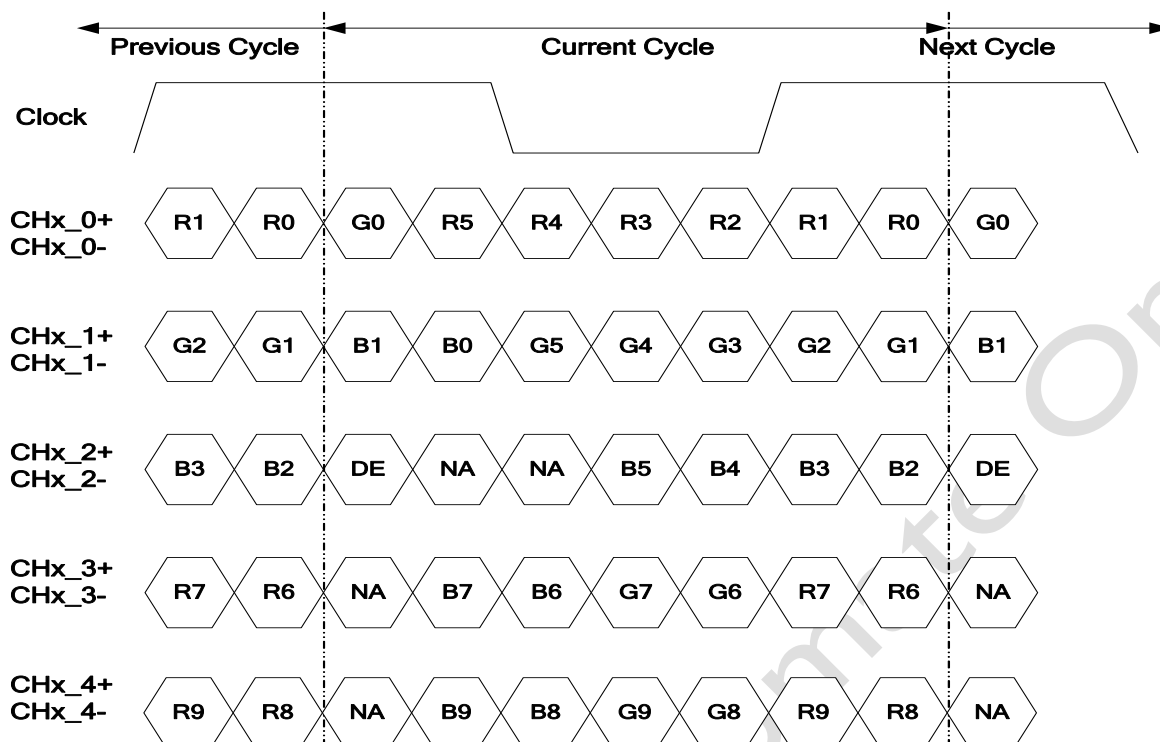 Previous Cycle Current Cycle Next Cycle
Clock
CHx_0+
CHx_0-
R1 R0 G0 R5 R4 R3 R2 R1 R0 G0
CHx_1+
CHx_1-
G2 G1 B1 B0 G5 G4 G3 G2 G1 B1
CHx_2+
CHx_2-
B3 B2 DE NA NA B5 B4 B3 B2 DE
CHx_3+
CHx_3-
R7 R6 NA B7 B6 G7 G6 R7 R6 NA
CHx_4+
CHx_4-
R9 R8 NA B9 B8 G9 G8 R9 R8 NA